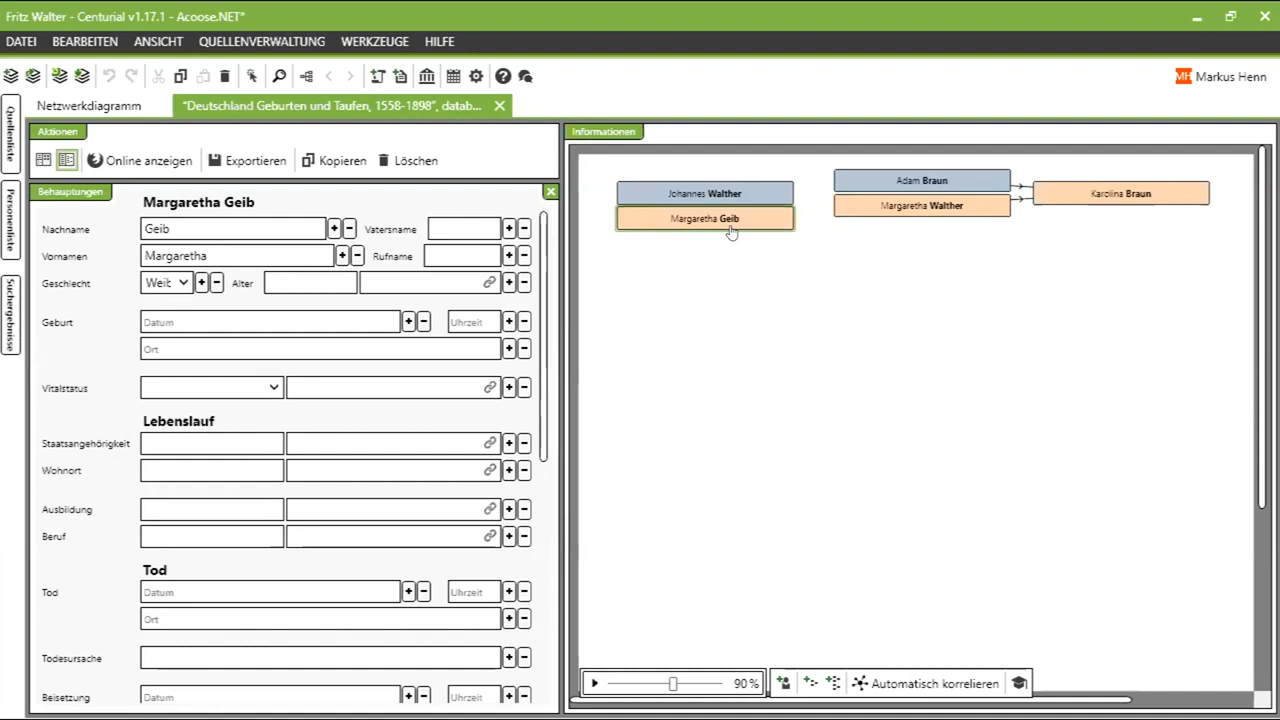 Fritz Walter - Centurial v1.17.1 - Acoose.NET*
DATEI BEARBEITEN ANSICHT QUELLENVERWALTUNG WERKZEUGE HILFE
MH Markus Henn
Netzwerkdiagramm
"Deutschland Geburten und Taufen, 1558-1898", datab...
Quellenliste
Personenliste
Suchergebnisse
Aktionen
Online anzeigen Exportieren Kopieren Löschen
Behauptungen
Margaretha Geib
Nachname Geib Vatersname
Vornamen Margaretha Rufname
Geschlecht Weib Alter
Geburt Datum Uhrzeit
Ort
Vitalstatus
Lebenslauf
Staatsangehörigkeit
Wohnort
Ausbildung
Beruf
Tod
Tod Datum Uhrzeit
Ort
Todesursache
Beisetzung Datum Uhrzeit
Informationen
Johannes Walther
Margaretha Geib
Adam Braun
Margaretha Walther
Karolina Braun
90 %
Automatisch korrelieren